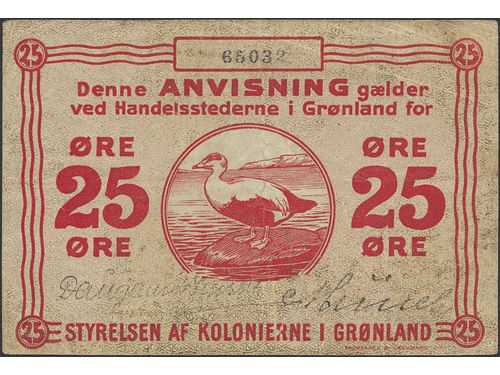 25 65032 25
Denne ANVISNING gælder
ved Handelsstederne i Grønland for
ØRE ØRE
25 25
ØRE ØRE
25 STYRELSEN AF KOLONIERNE I GRØNLAND 25